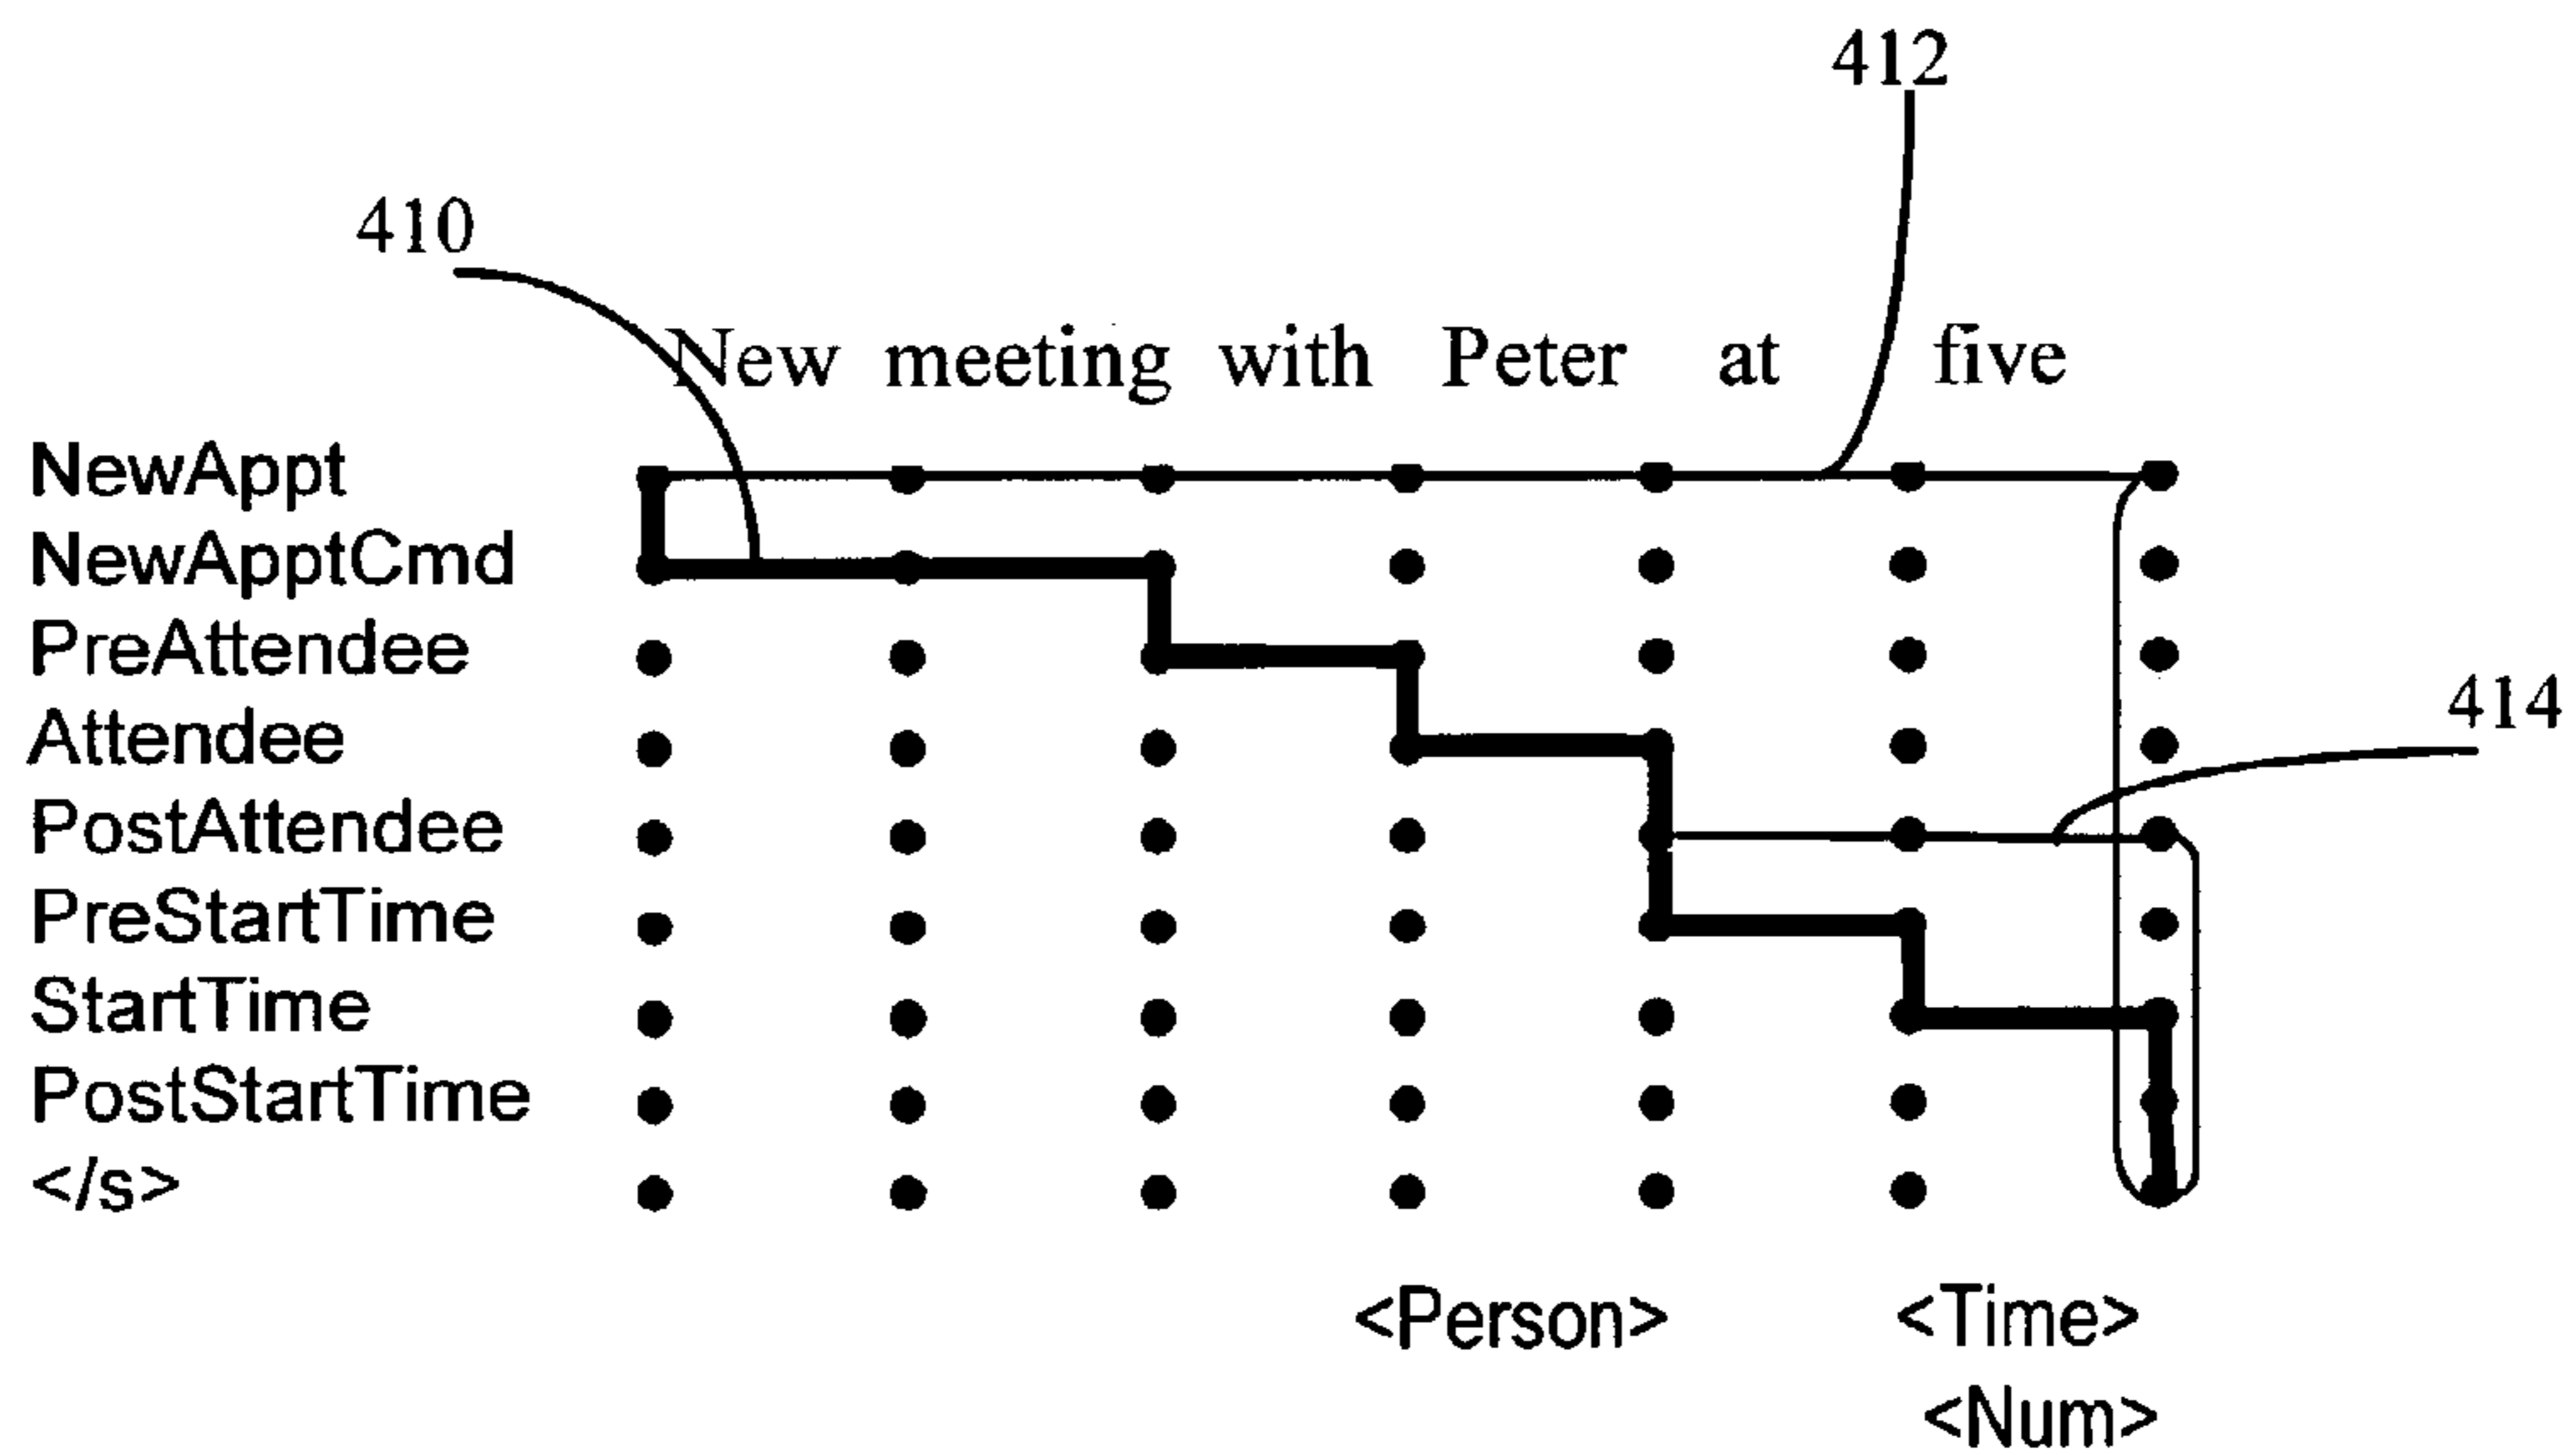 412
410
New meeting with Peter at five
NewAppt
NewApptCmd
PreAttendee
Attendee
414
PostAttendee
PreStartTime
StartTime
PostStartTime
</s>
<Person> <Time>
<Num>